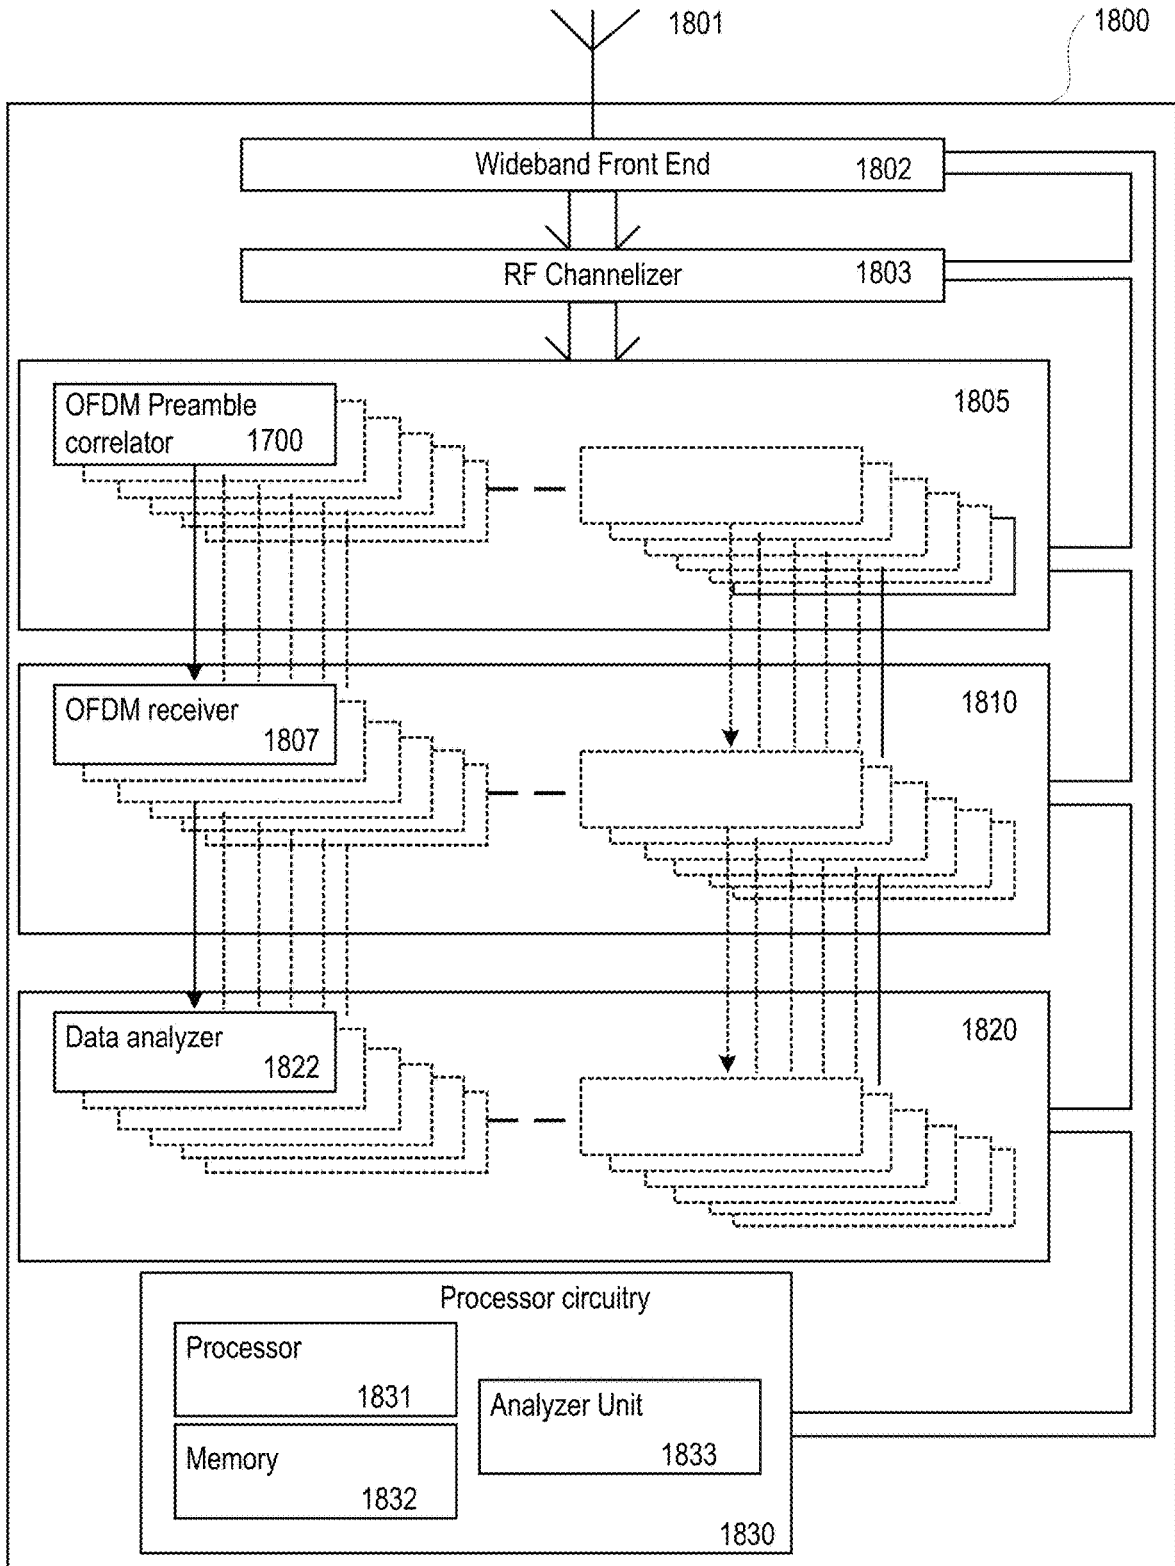 1801
1800
Wideband Front End
1802
RF Channelizer
1803
OFDM Preamble
correlator
1700
1805
OFDM receiver
1807
1810
Data analyzer
1822
1820
Processor circuitry
Processor
1831
Analyzer Unit
1833
Memory
1832
1830